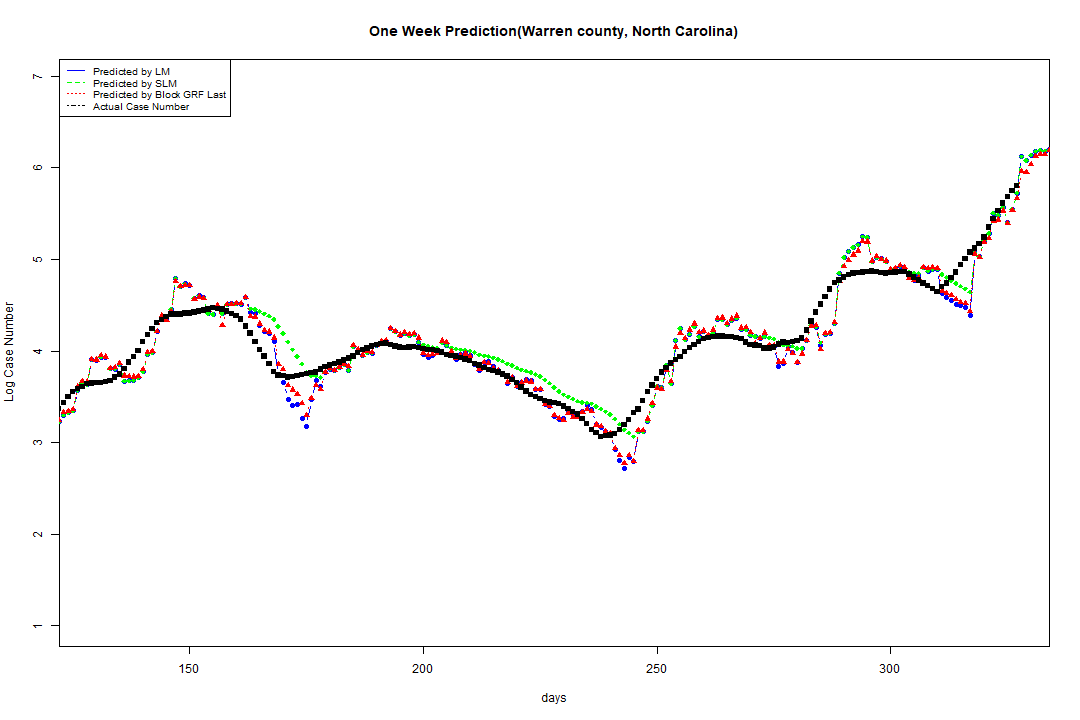 One Week Prediction(Warren county, North Carolina)
Predicted by LM
Predicted by SLM
Predicted by Block GRF Last
Actual Case Number
7
6
5
4
3
2
1
Log Case Number
150
200
250
300
days